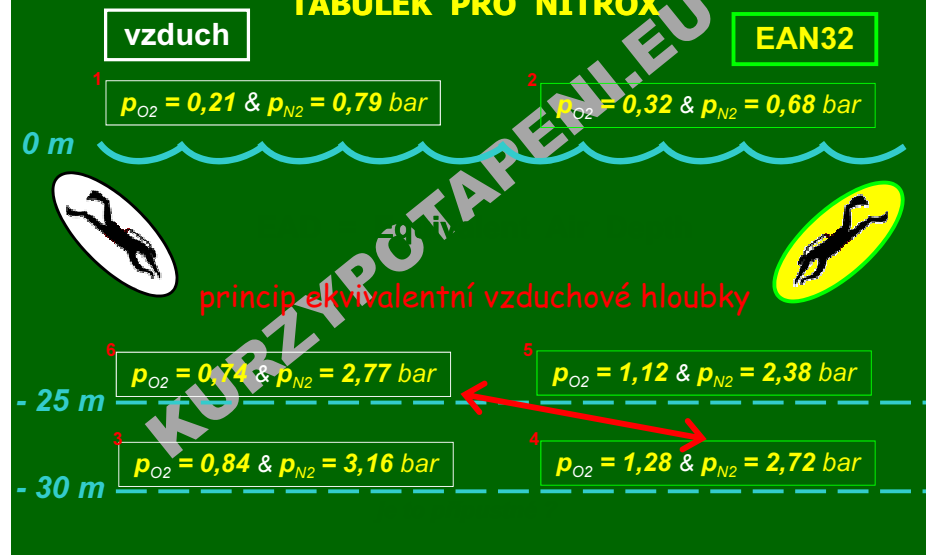 TABULEK PRO NITROX
vzduch
EAN32
1
pO2 = 0,21 & pN2 = 0,79 bar
2
pO2 = 0,32 & pN2 = 0,68 bar
0 m
princip ekvivalentní vzduchové hloubky
6
pO2 = 0,74 & pN2 = 2,77 bar
5
pO2 = 1,12 & pN2 = 2,38 bar
- 25 m
3
pO2 = 0,84 & pN2 = 3,16 bar
4
pO2 = 1,28 & pN2 = 2,72 bar
- 30 m
KURZYPOTAPENI.EU